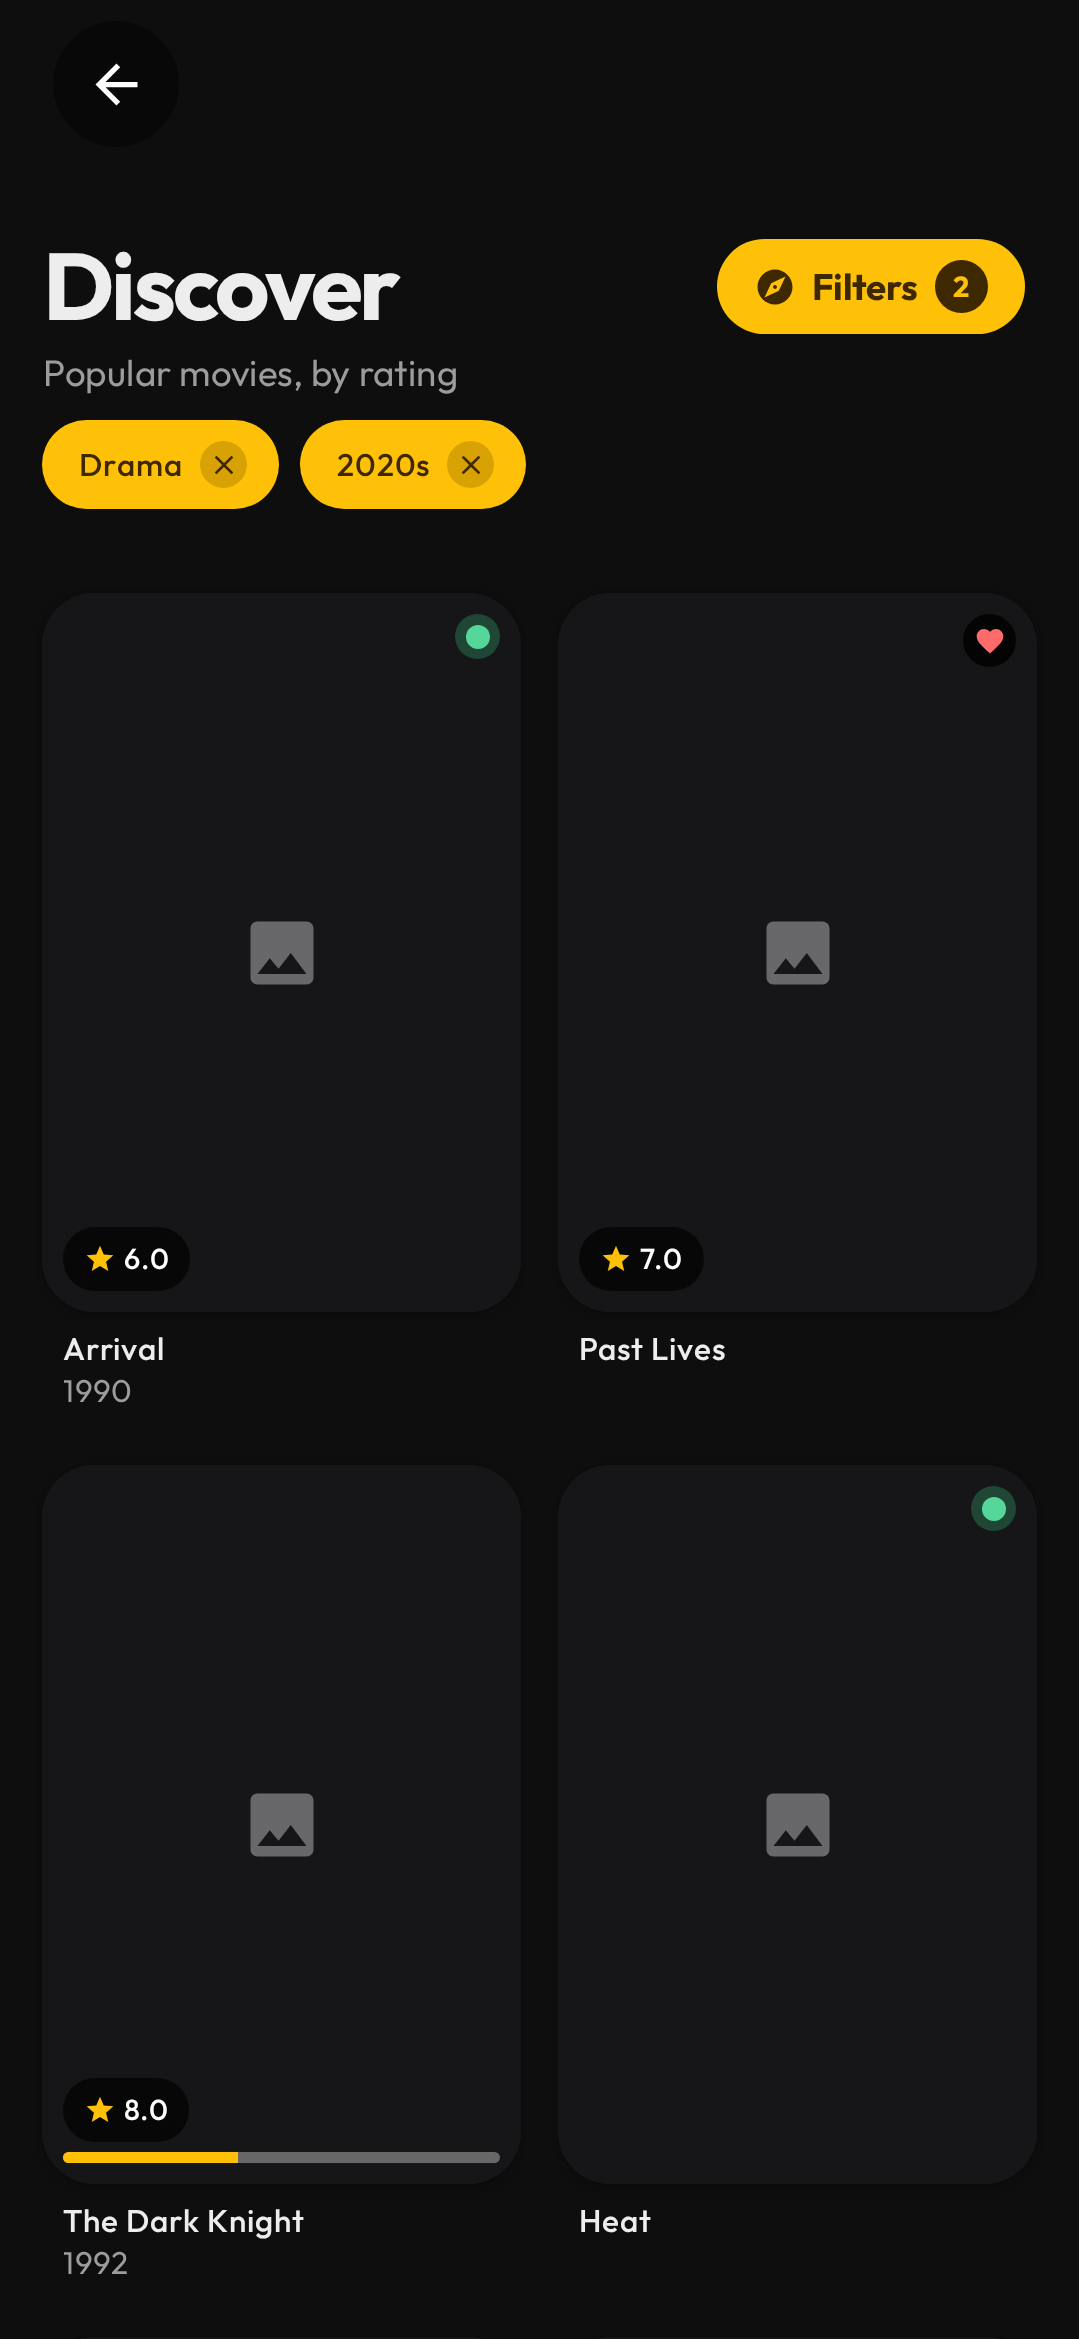 Discover
Filters 2
Popular movies, by rating
Drama
2020s
6.0
7.0
Arrival
1990
Past Lives
8.0
The Dark Knight
1992
Heat